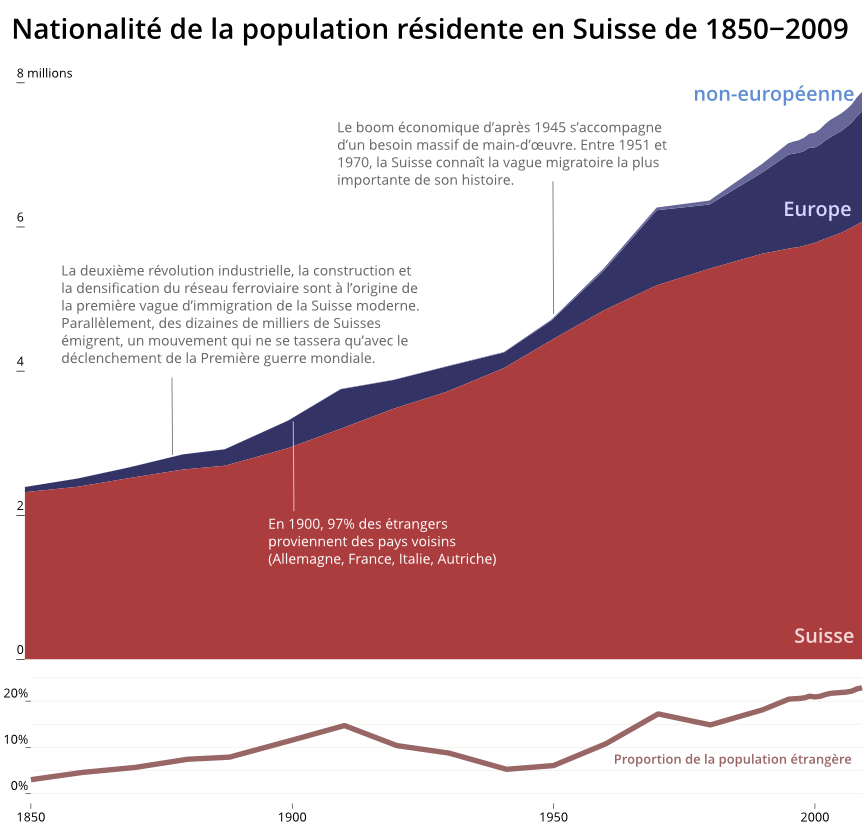 Nationalité de la population résidente en Suisse de 1850–2009
8 millions
non-européenne
Le boom économique d'après 1945 s'accompagne
d'un besoin massif de main-d'œuvre. Entre 1951 et
1970, la Suisse connaît la vague migratoire la plus
importante de son histoire.
6
Europe
La deuxième révolution industrielle, la construction et
la densification du réseau ferroviaire sont à l'origine de
la première vague d'immigration de la Suisse moderne.
Parallèlement, des dizaines de milliers de Suisses
émigrent, un mouvement qui ne se tassera qu'avec le
déclenchement de la Première guerre mondiale.
4
2
En 1900, 97% des étrangers
proviennent des pays voisins
(Allemagne, France, Italie, Autriche)
Suisse
0
20%
10%
Proportion de la population étrangère
0%
1850
1900
1950
2000